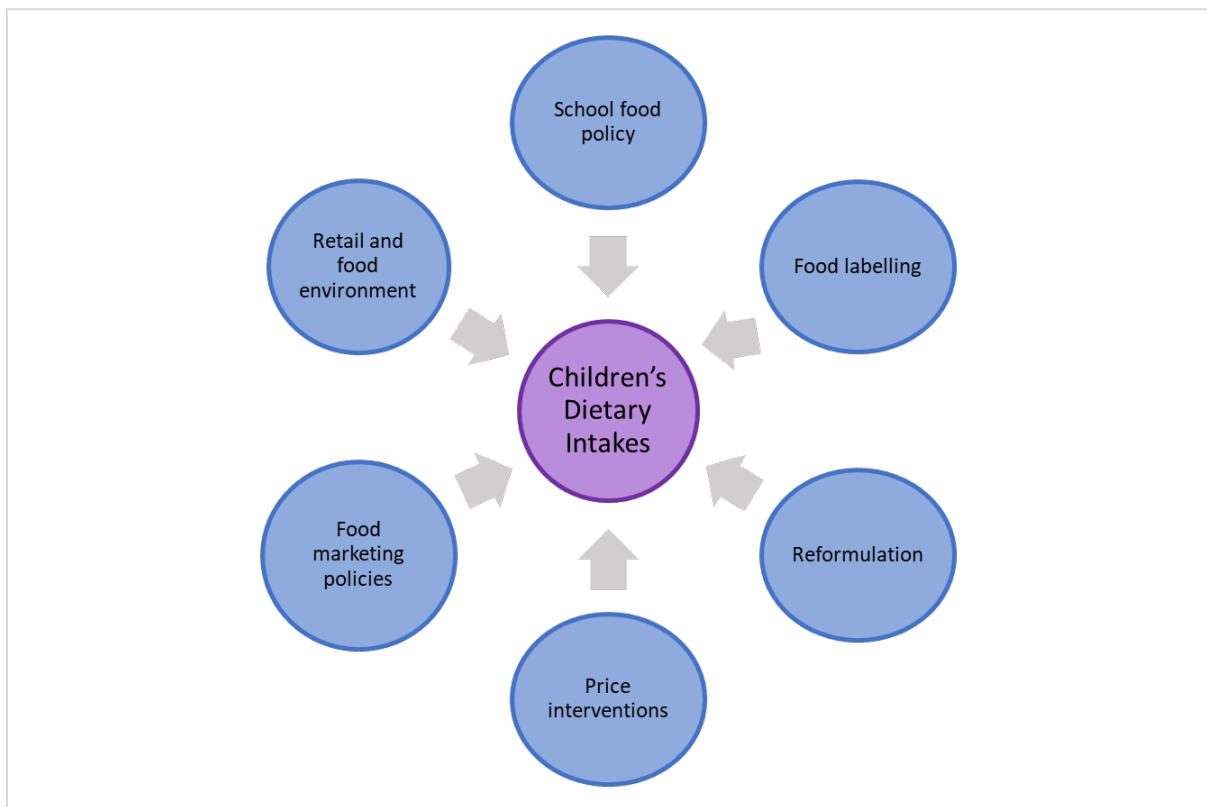 School food
policy
Food labelling
Reformulation
Price
interventions
Food
marketing
policies
Retail and
food
environment
Children’s
Dietary
Intakes